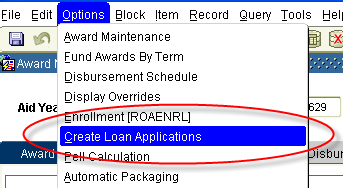 File Edit Options Block Item Record Query Tools Help
Award Maintenance
Fund Awards By Term
Disbursement Schedule
Display Overrides
Aid Yea
629
Enrollment [ROAENRL]
Create Loan Applications
Award
Pell Calculation
Disbur
Automatic Packaging